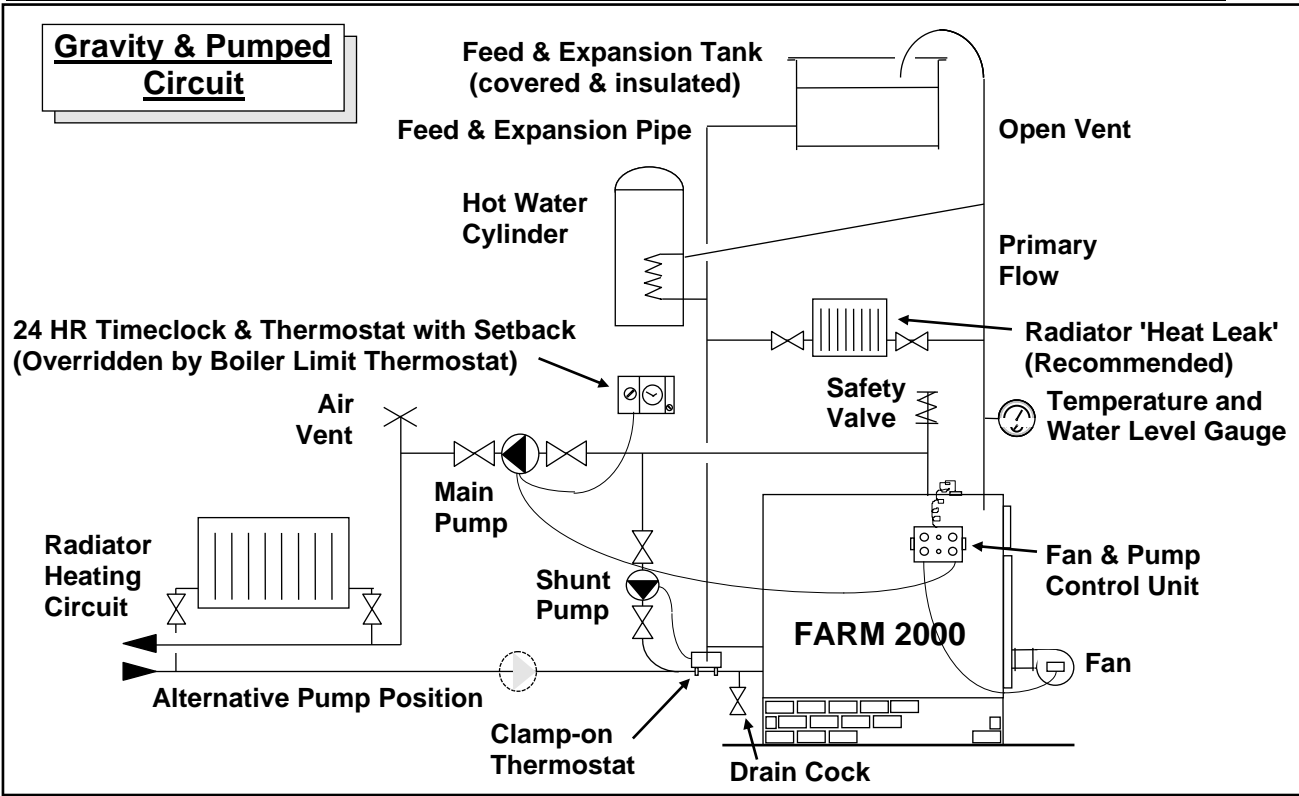 Gravity & Pumped
Circuit
Feed & Expansion Tank
(covered & insulated)
Feed & Expansion Pipe
Open Vent
Hot Water
Cylinder
Primary
Flow
24 HR Timeclock & Thermostat with Setback
(Overridden by Boiler Limit Thermostat)
Radiator 'Heat Leak'
(Recommended)
Safety
Valve
Air
Vent
Temperature and
Water Level Gauge
Main
Pump
Radiator
Heating
Circuit
Shunt
Pump
Fan & Pump
Control Unit
FARM 2000
Fan
Alternative Pump Position
Clamp-on
Thermostat
Drain Cock